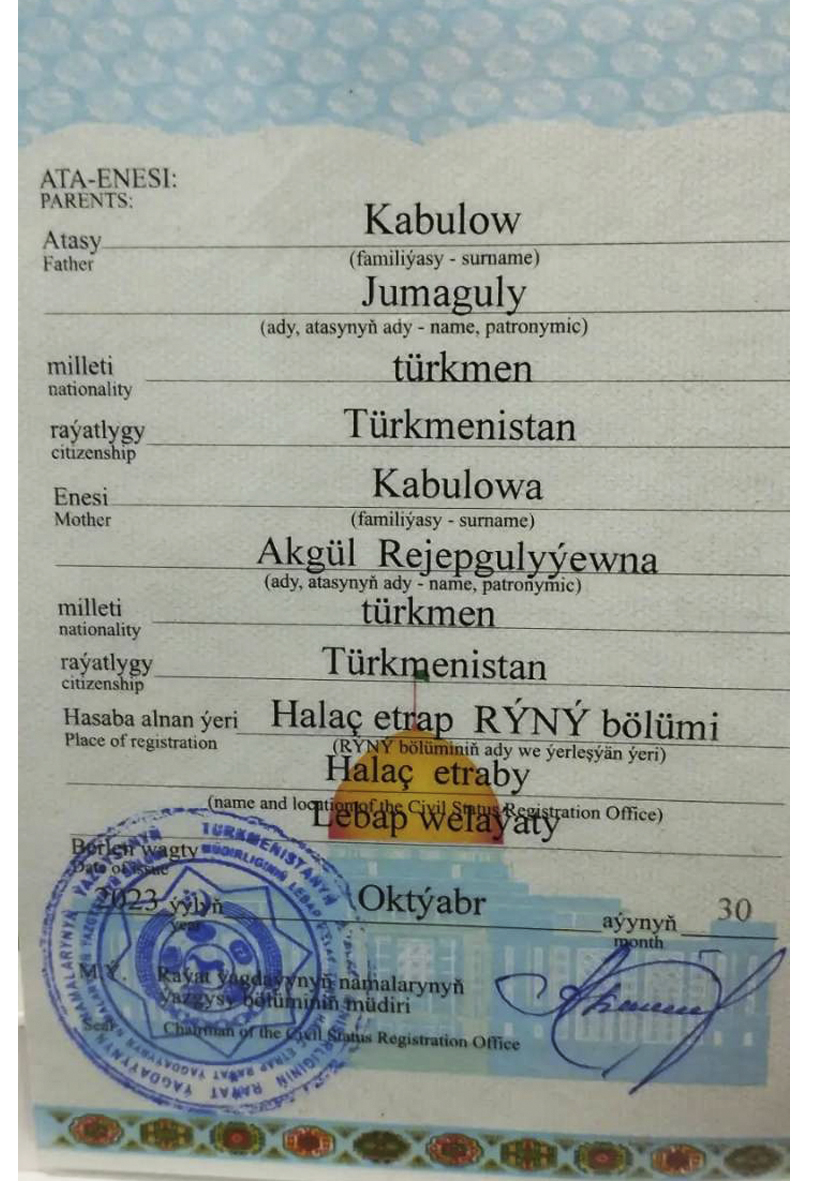 ATA-ENESI:
PARENTS:
Kabulow
Atasy
Father
(familiýasy - surname)
Jumaguly
(ady, atasynyň ady - name, patronymic)
milleti türkmen
nationality
raýatlygy Türkmenistan
citizenship
Kabulowa
Enesi
Mother
(familiýasy - surname)
Akgül Rejepgulyýewna
(ady, atasynyň ady - name, patronymic)
milleti türkmen
nationality
raýatlygy Türkmenistan
citizenship
Hasaba alnan ýeri Halaç etrap RÝNÝ bölümi
Place of registration
(RÝNÝ bölüminiň ady we ýerleşýän ýeri)
Halaç etraby
(name and location of the Civil Status Registration Office)
Lebap welaýaty
Berlen wagty
Date of issue
2023 ýylyň Oktýabr aýynyň 30
year month
M.Ý. Raýat ýagdaýynyň namalarynyň
ýazgysy bölüminiň müdiri
Seal Chairman of the Civil Status Registration Office
TÜRKMENISTANYŇ
MÜDIRLIGINIŇ LEBAP
RAÝAT ÝAGDAÝYNYŇ NAMALARYNYŇ ÝAZGYSYNYŇ